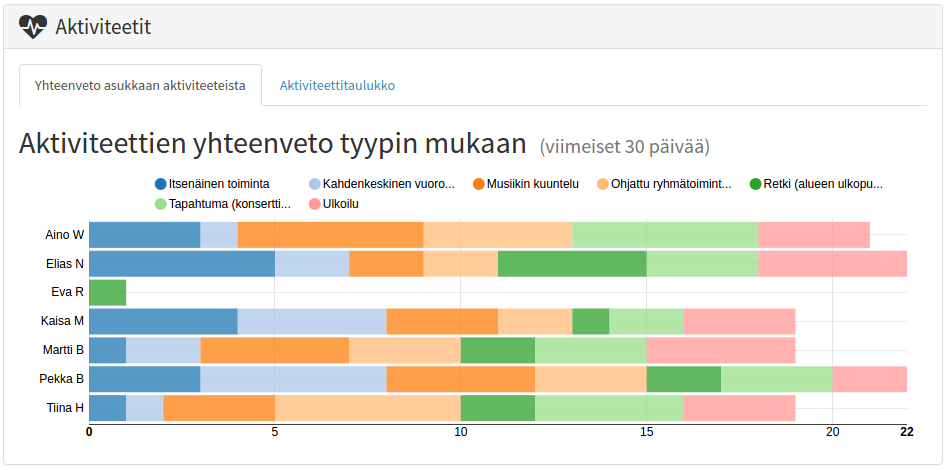 Aktiviteetit
Yhteenveto asukkaan aktiviteeteista Aktiviteettitaulukko
Aktiviteettien yhteenveto tyypin mukaan (viimeiset 30 päivää)
Itsenäinen toiminta Kahdenkeskinen vuoro... Musiikin kuuntelu Ohjattu ryhmätoimint... Retki (alueen ulkopu...
Tapahtuma (konsertti... Ulkoilu
Aino W
Elias N
Eva R
Kaisa M
Martti B
Pekka B
Tiina H
0 5 10 15 20 22